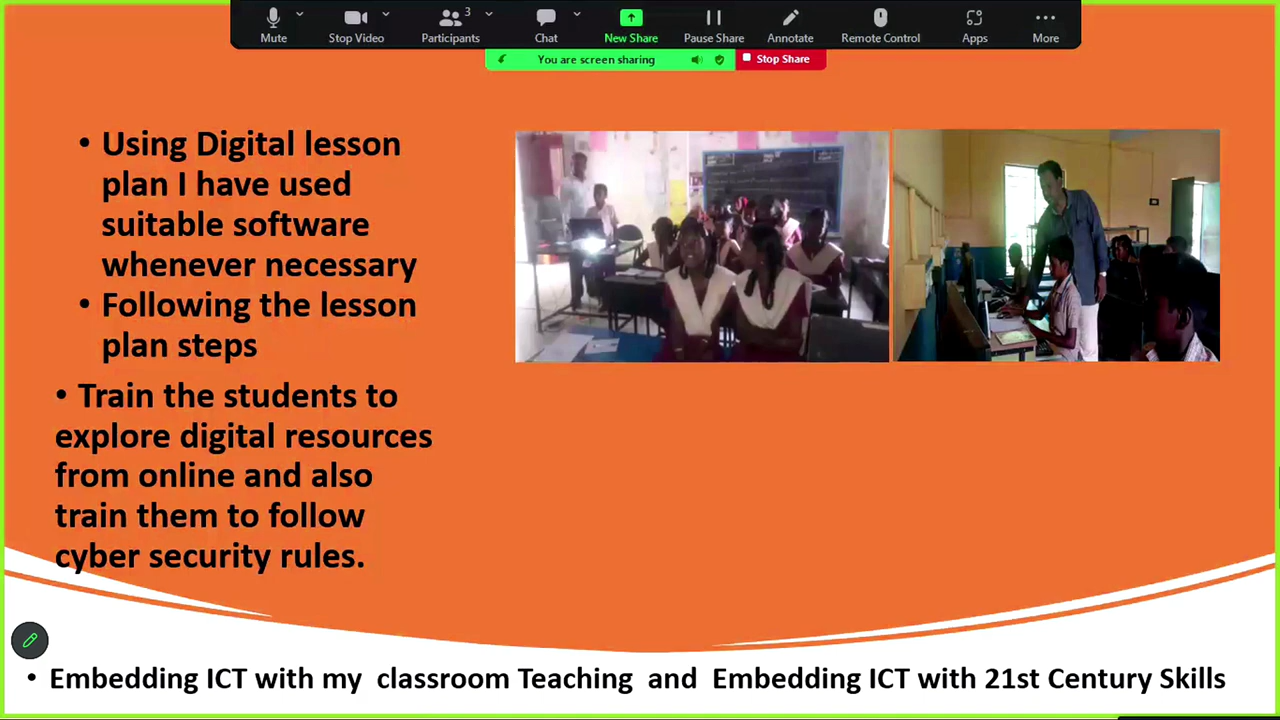 Mute
Stop Video
Participants
3
Chat
New Share
Pause Share
Annotate
Remote Control
Apps
More
You are screen sharing
Stop Share
• Using Digital lesson
plan I have used
suitable software
whenever necessary
• Following the lesson
plan steps
• Train the students to
explore digital resources
from online and also
train them to follow
cyber security rules.
• Embedding ICT with my classroom Teaching and Embedding ICT with 21st Century Skills